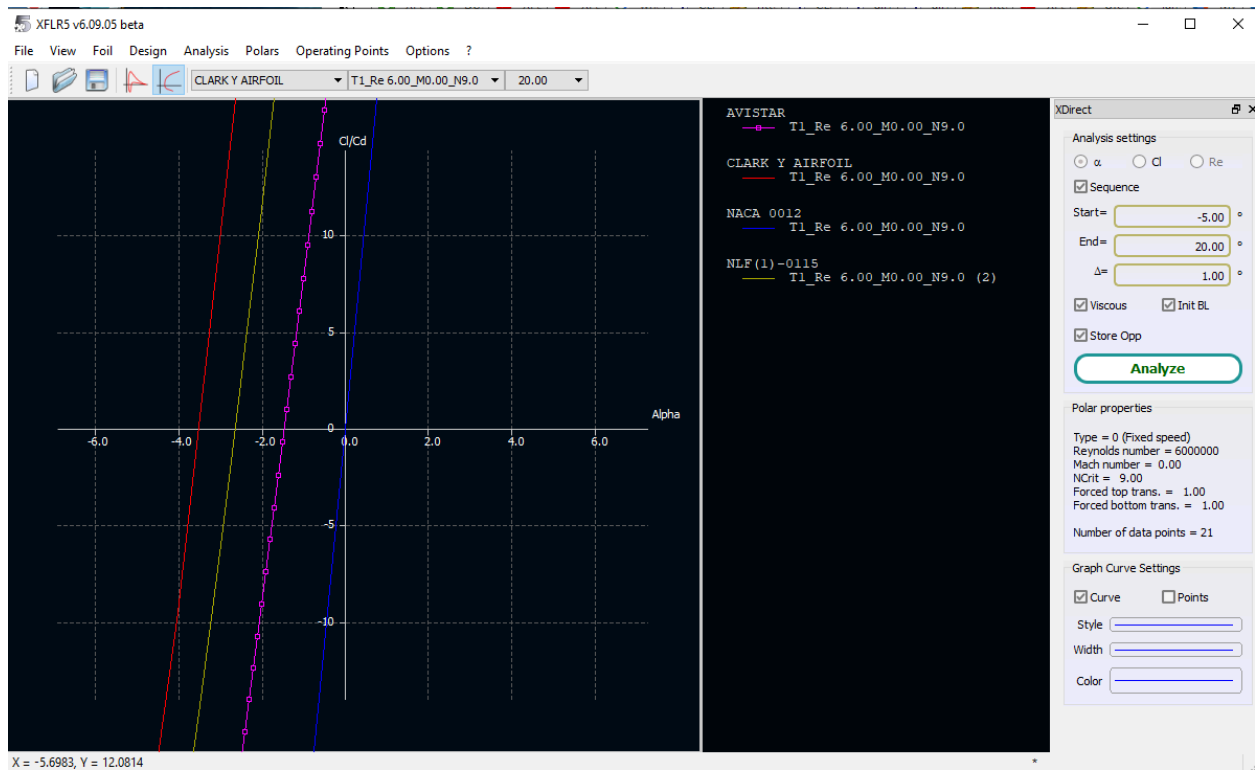 XFLR5 v6.09.05 beta
File View Foil Design Analysis Polars Operating Points Options ?
CLARK Y AIRFOIL T1_Re 6.00_M0.00_N9.0 20.00
Cl/Cd
10
5
0
-5
-10
-6.0 -4.0 -2.0 0.0 2.0 4.0 6.0
Alpha
AVISTAR
T1_Re 6.00_M0.00_N9.0
CLARK Y AIRFOIL
T1_Re 6.00_M0.00_N9.0
NACA 0012
T1_Re 6.00_M0.00_N9.0
NLF(1)-0115
T1_Re 6.00_M0.00_N9.0 (2)
XDirect
Analysis settings
α Cl Re
Sequence
Start= -5.00 °
End= 20.00 °
Δ= 1.00 °
Viscous Init BL
Store Opp
Analyze
Polar properties
Type = 0 (Fixed speed)
Reynolds number = 6000000
Mach number = 0.00
NCrit = 9.00
Forced top trans. = 1.00
Forced bottom trans. = 1.00
Number of data points = 21
Graph Curve Settings
Curve Points
Style
Width
Color
X = -5.6983, Y = 12.0814 *